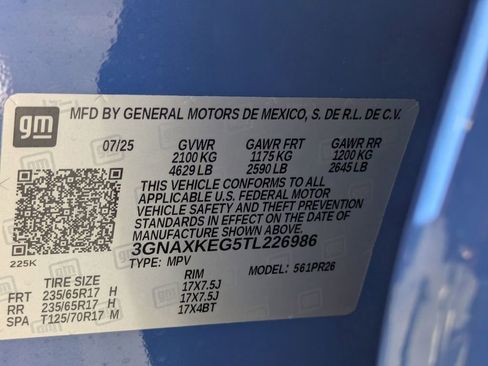 gm
MFD BY GENERAL MOTORS DE MEXICO, S. DE R.L. DE C.V.
07/25 GVWR GAWR FRT GAWR RR
2100 KG 1175 KG 1200 KG
4629 LB 2590 LB 2645 LB
THIS VEHICLE CONFORMS TO ALL
APPLICABLE U.S. FEDERAL MOTOR
VEHICLE SAFETY AND THEFT PREVENTION
STANDARDS IN EFFECT ON THE DATE OF
MANUFACTURE SHOWN ABOVE.
3GNAXKEG5TL226986
225K
TYPE: MPV MODEL: 561PR26
TIRE SIZE RIM
FRT 235/65R17 H 17X7.5J
RR 235/65R17 H 17X7.5J
SPA T125/70R17 M 17X4BT